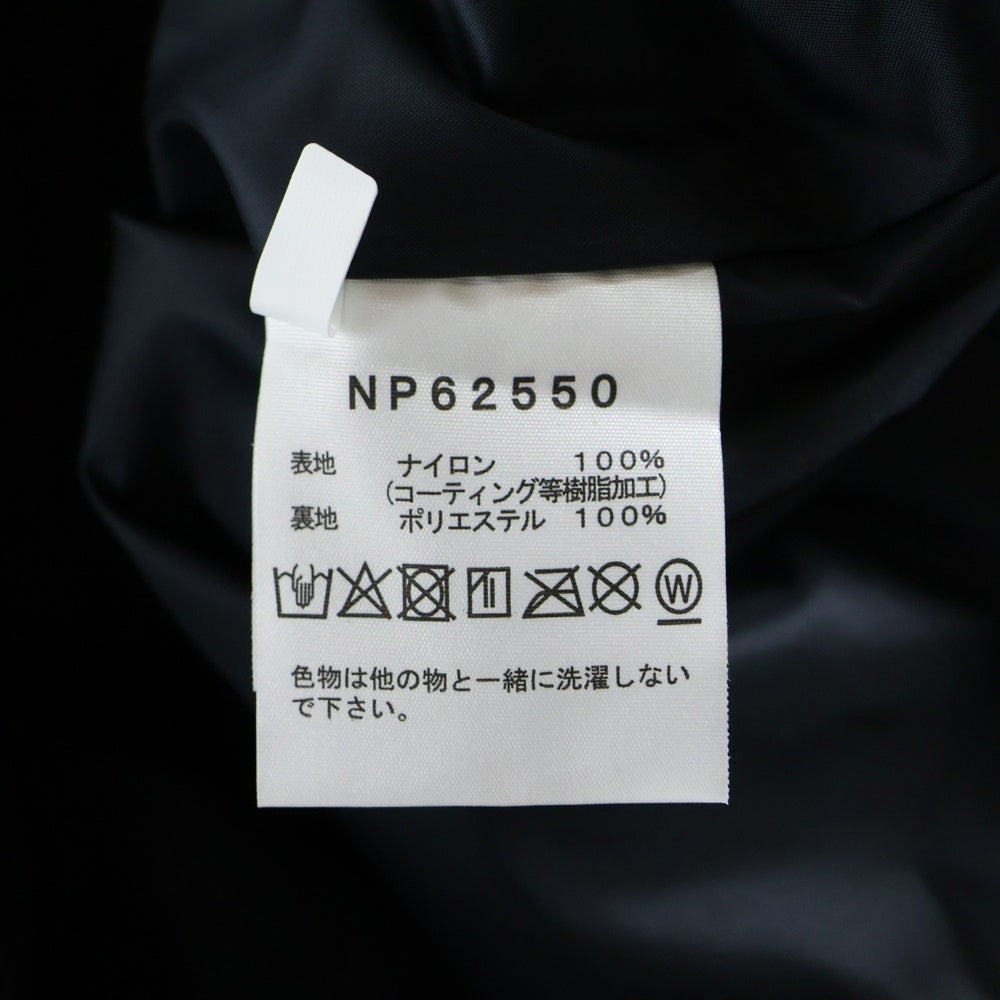 NP62550
表地 ナイロン 100%
(コーティング等樹脂加工)
裏地 ポリエステル 100%
W
色物は他の物と一緒に洗濯しない
で下さい。